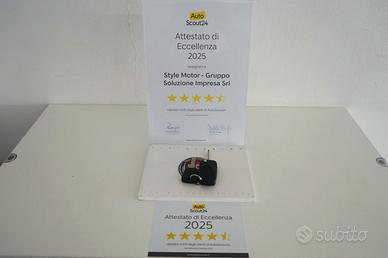 Auto
Scout24
Attestato di
Eccellenza
2025
Style Motor - Gruppo
Soluzione Impresa Srl
Auto
Scout24
Attestato di Eccellenza
2025
subito